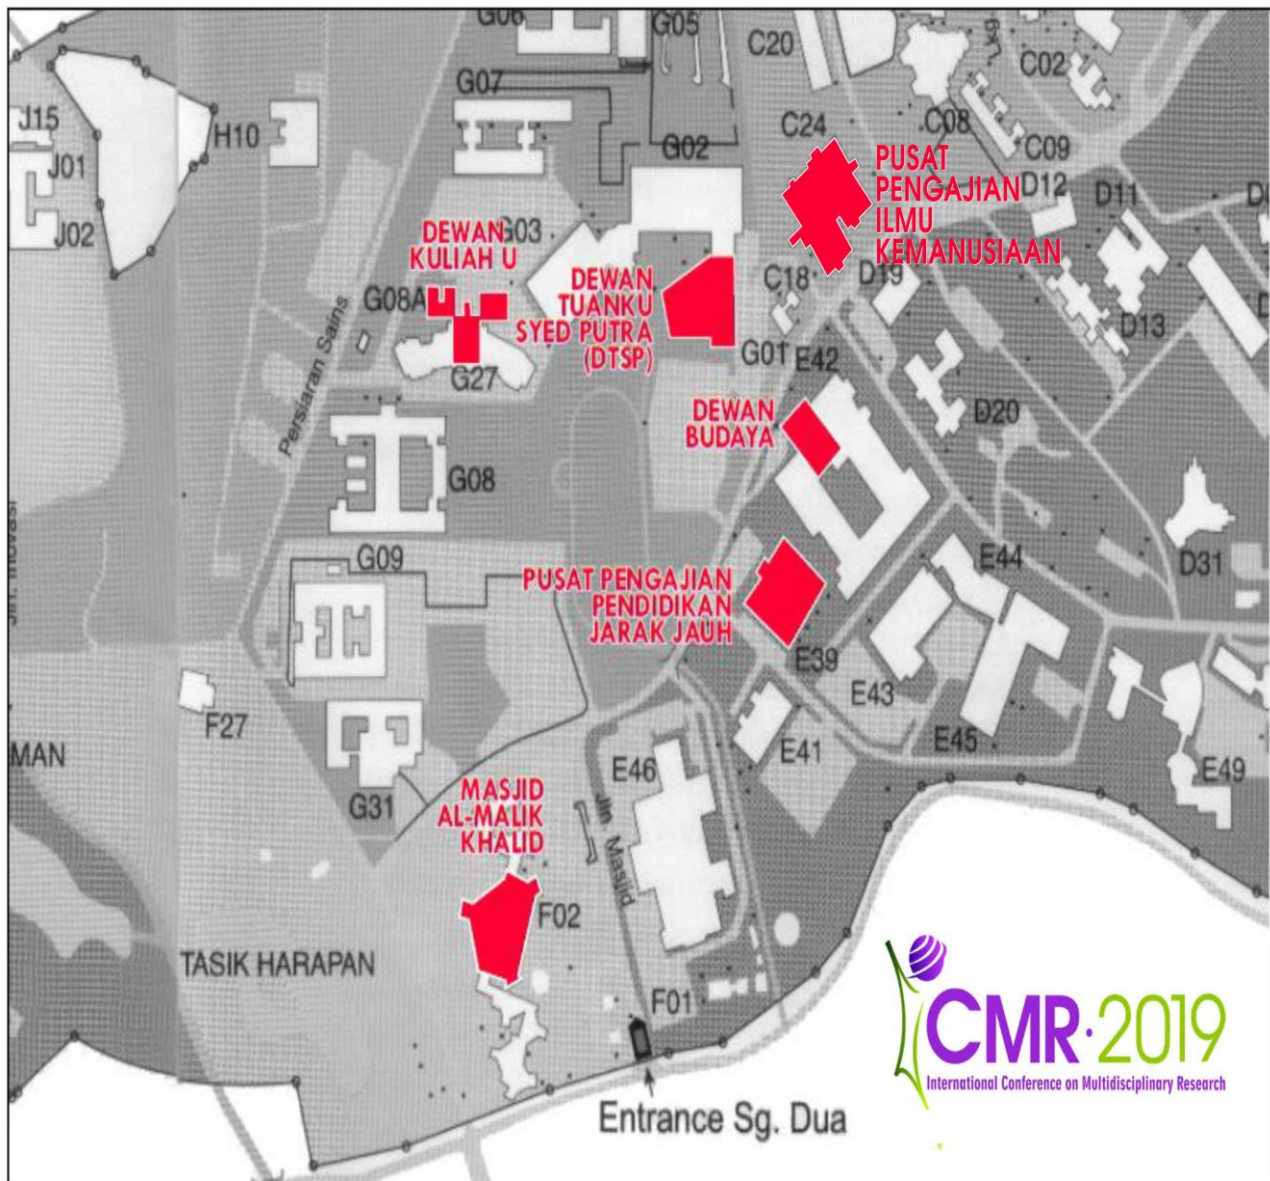 G06
G05
C20
C02
G07
J15
H10
C24
C08
C09
J01
G02
PUSAT
PENGAJIAN
ILMU
KEMANUSIAAN
D12
D11
J02
DEWAN
KULIAH U
G03
DEWAN
TUANKU
SYED PUTRA
(DTSP)
C18
D19
G08A
D13
Persiaran Sains
G27
G01
E42
DEWAN
BUDAYA
D20
G08
Jln. Inovasi
G09
E44
D31
PUSAT PENGAJIAN
PENDIDIKAN
JARAK JAUH
E39
E43
F27
MAN
E41
E45
E46
E49
G31
MASJID
AL-MALIK
KHALID
Jln. Masjid
F02
TASIK HARAPAN
F01
CMR·2019
International Conference on Multidisciplinary Research
Entrance Sg. Dua